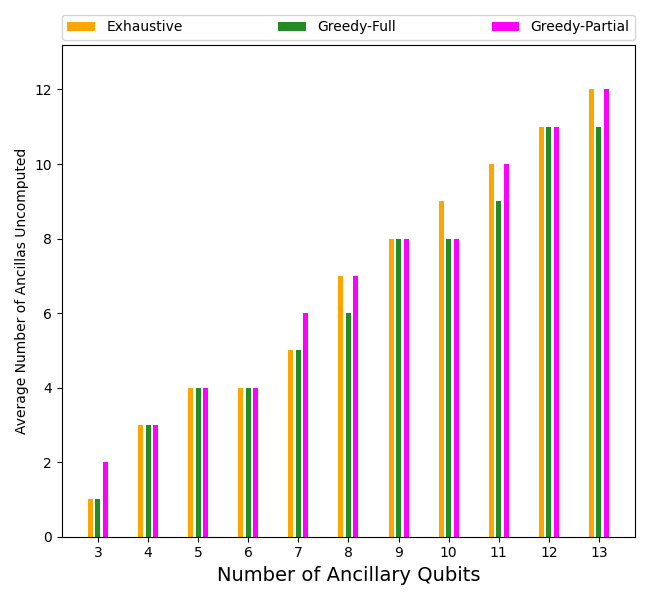 Exhaustive Greedy-Full Greedy-Partial
Average Number of Ancillas Uncomputed
12
10
8
6
4
2
0
3 4 5 6 7 8 9 10 11 12 13
Number of Ancillary Qubits